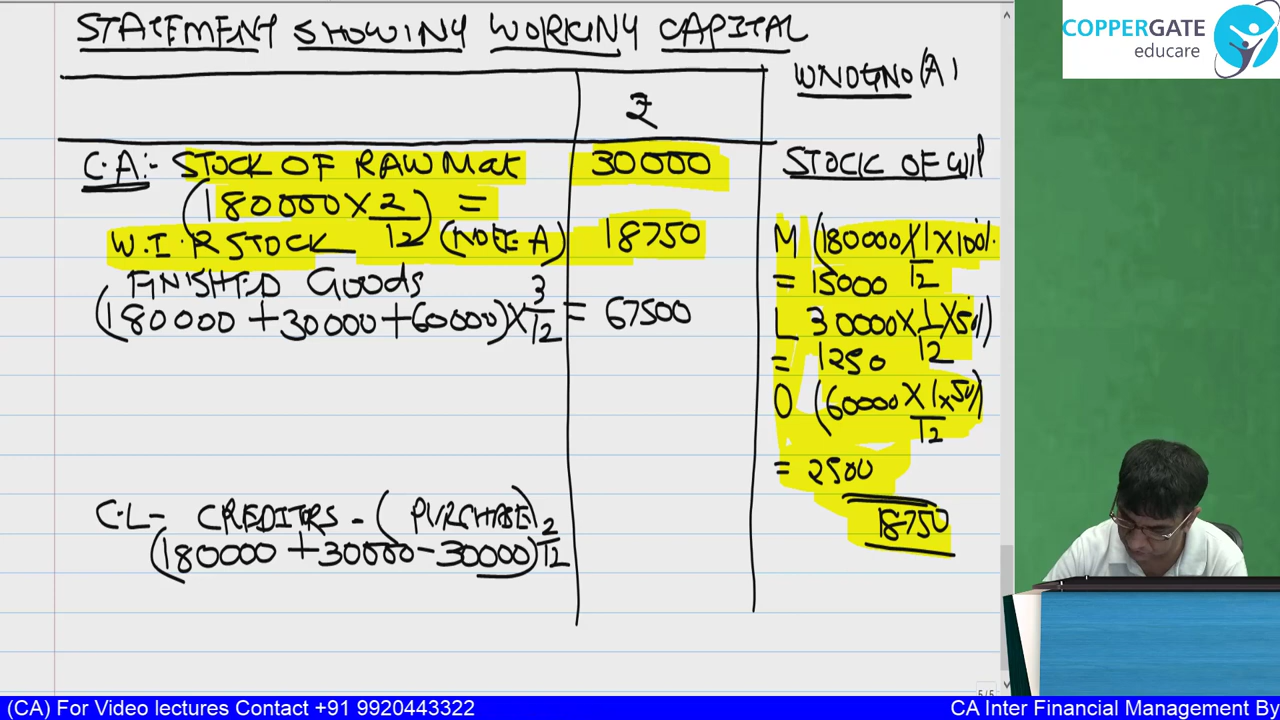 STATEMENT SHOWING WORKING CAPITAL
₹
C.A:- STOCK OF RAW Mat 30000
(180000 × 2/12) =
W.I.P STOCK (NOTE A) 18750
FINISHED Goods
(180000 + 30000 + 60000) × 3/12 = 67500
C.L- CREDITORS - (PURCHASE)
(180000 + 30000 - 30000) 2/12
(A)
STOCK OF WIP
M (180000 × 1/12 × 100%
= 15000
L 30000 × 1/12 × 50%)
= 1250
O (60000 × 1/12 × 50%)
= 2500
18750
COPPERGATE
educare
5/5
(CA) For Video lectures Contact +91 9920443322
CA Inter Financial Management By